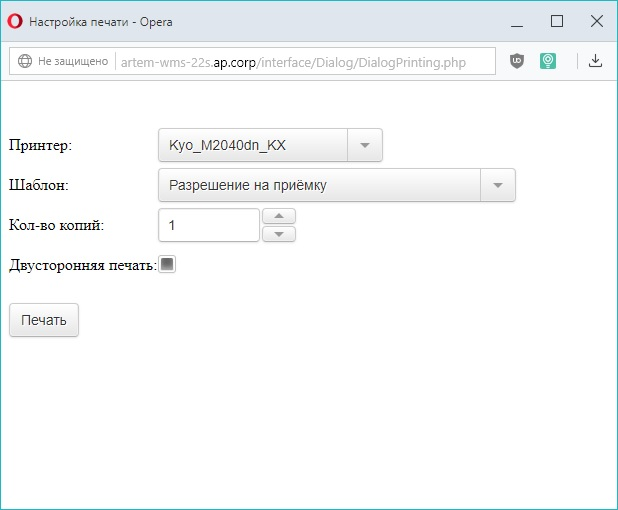 Настройка печати - Opera
Не защищено artem-wms-22s.ap.corp/interface/Dialog/DialogPrinting.php
Принтер: Kyo_M2040dn_KX
Шаблон: Разрешение на приёмку
Кол-во копий: 1
Двусторонняя печать:
Печать